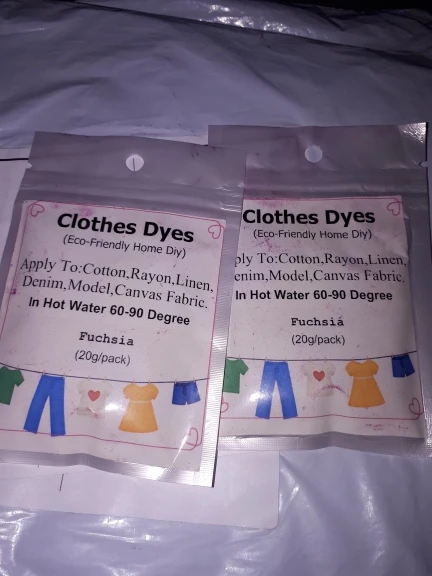 Clothes Dyes
(Eco-Friendly Home Diy)
Apply To:Cotton,Rayon,Linen,
Denim,Model,Canvas Fabric.
In Hot Water 60-90 Degree
Fuchsia
(20g/pack)
Clothes Dyes
(Eco-Friendly Home Diy)
ply To:Cotton,Rayon,Linen,
enim,Model,Canvas Fabric.
In Hot Water 60-90 Degree
Fuchsia
(20g/pack)